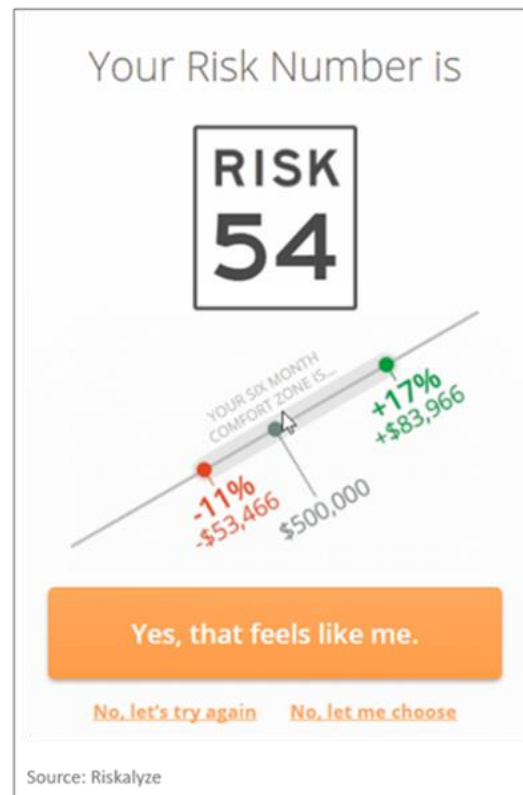 Your Risk Number is
RISK
54
YOUR SIX MONTH
COMFORT ZONE IS...
+17%
+$83,966
-11%
-$53,466
$500,000
Yes, that feels like me.
No, let's try again No, let me choose
Source: Riskalyze